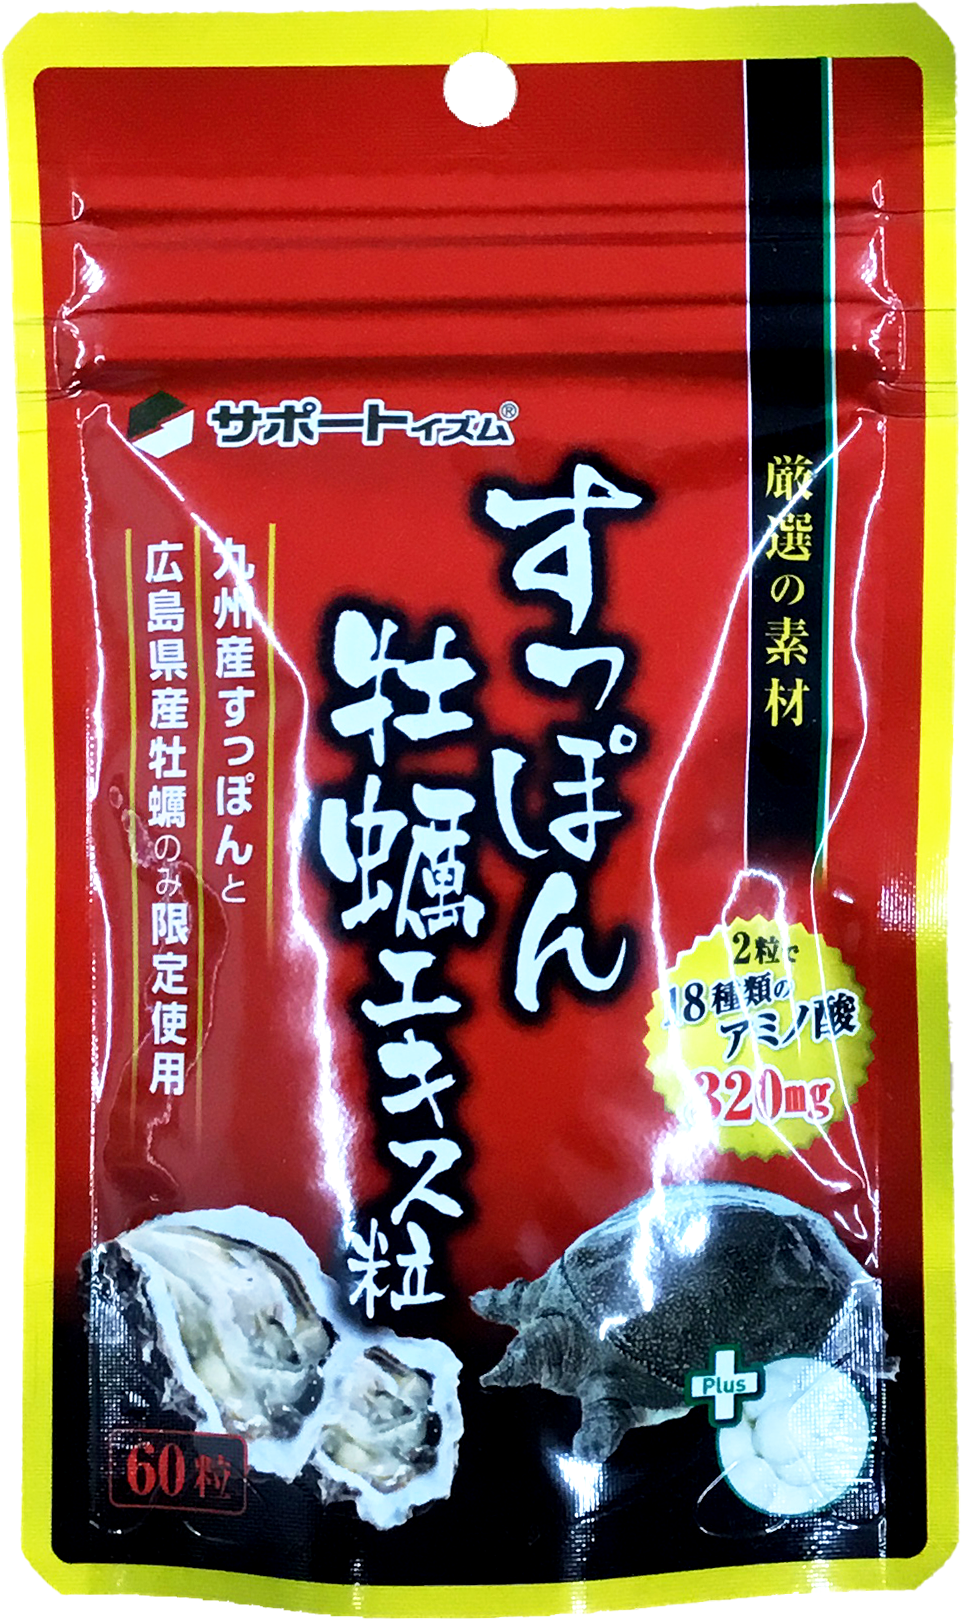 サポートイズム®
厳選の素材
すっぽん
牡蠣エキス粒
九州産すっぽんと
広島県産牡蠣のみ限定使用
2粒で
18種類の
アミノ酸
320mg
Plus
60粒